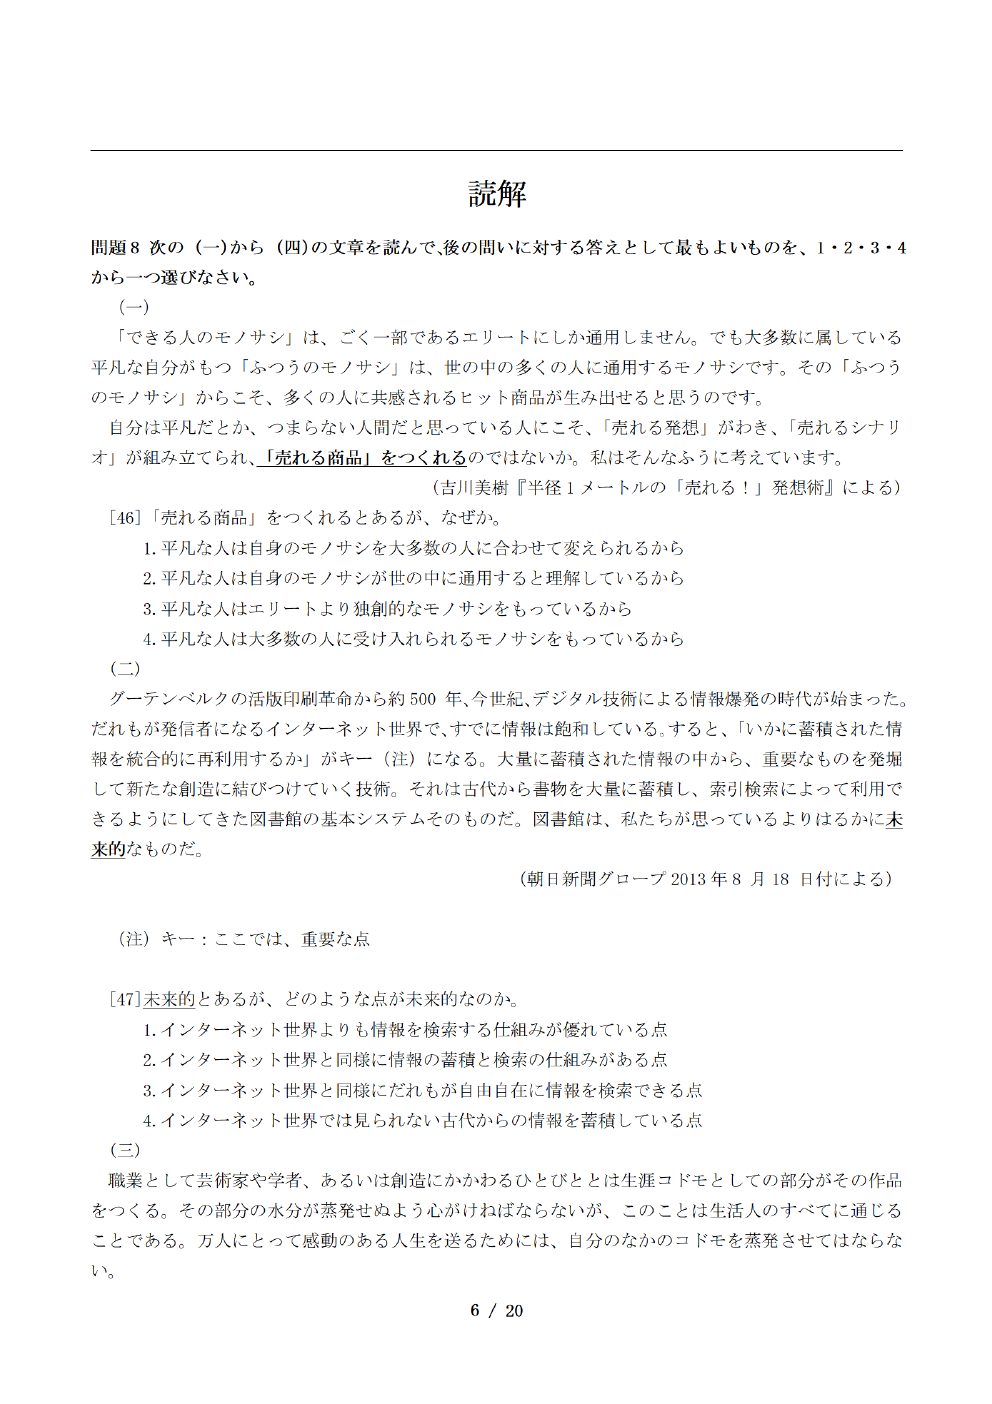 読解
問題8 次の（一）から（四）の文章を読んで、後の問いに対する答えとして最もよいものを、1・2・3・4
から一つ選びなさい。
（一）
「できる人のモノサシ」は、ごく一部であるエリートにしか通用しません。でも大多数に属している
平凡な自分がもつ「ふつうのモノサシ」は、世の中の多くの人に通用するモノサシです。その「ふつう
のモノサシ」からこそ、多くの人に共感されるヒット商品が生み出せると思うのです。
自分は平凡だとか、つまらない人間だと思っている人にこそ、「売れる発想」がわき、「売れるシナリ
オ」が組み立てられ、「売れる商品」をつくれるのではないか。私はそんなふうに考えています。
（吉川美樹『半径1メートルの「売れる！」発想術』による）
[46]「売れる商品」をつくれるとあるが、なぜか。
1.平凡な人は自身のモノサシを大多数の人に合わせて変えられるから
2.平凡な人は自身のモノサシが世の中に通用すると理解しているから
3.平凡な人はエリートより独創的なモノサシをもっているから
4.平凡な人は大多数の人に受け入れられるモノサシをもっているから
（二）
グーテンベルクの活版印刷革命から約500 年、今世紀、デジタル技術による情報爆発の時代が始まった。
だれもが発信者になるインターネット世界で、すでに情報は飽和している。すると、「いかに蓄積された情
報を統合的に再利用するか」がキー（注）になる。大量に蓄積された情報の中から、重要なものを発掘
して新たな創造に結びつけていく技術。それは古代から書物を大量に蓄積し、索引検索によって利用で
きるようにしてきた図書館の基本システムそのものだ。図書館は、私たちが思っているよりはるかに未
来的なものだ。
（朝日新聞グロープ2013年8 月18 日付による）
（注）キー：ここでは、重要な点
[47]未来的とあるが、どのような点が未来的なのか。
1.インターネット世界よりも情報を検索する仕組みが優れている点
2.インターネット世界と同様に情報の蓄積と検索の仕組みがある点
3.インターネット世界と同様にだれもが自由自在に情報を検索できる点
4.インターネット世界では見られない古代からの情報を蓄積している点
（三）
職業として芸術家や学者、あるいは創造にかかわるひとびととは生涯コドモとしての部分がその作品
をつくる。その部分の水分が蒸発せぬよう心がけねばならないが、このことは生活人のすべてに通じる
ことである。万人にとって感動のある人生を送るためには、自分のなかのコドモを蒸発させてはならな
い。
6 / 20